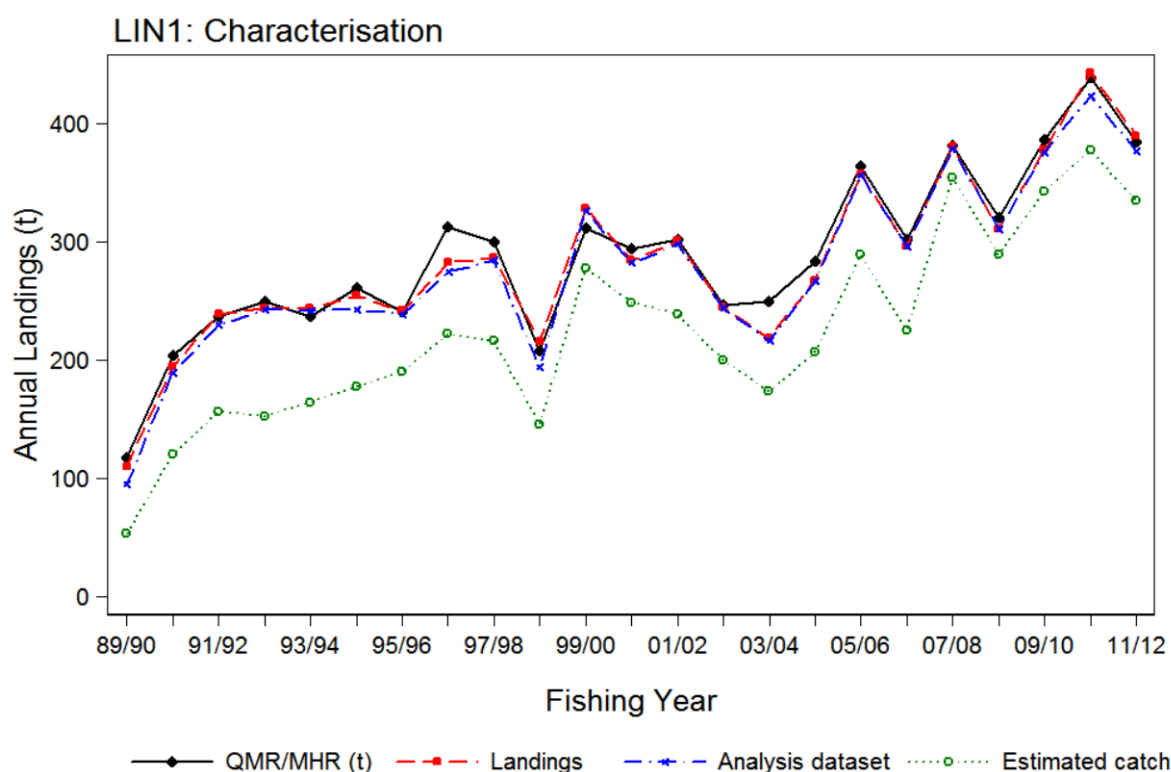 LIN1: Characterisation
Annual Landings (t)
400
300
200
100
0
89/90 91/92 93/94 95/96 97/98 99/00 01/02 03/04 05/06 07/08 09/10 11/12
Fishing Year
QMR/MHR (t) Landings Analysis dataset Estimated catch